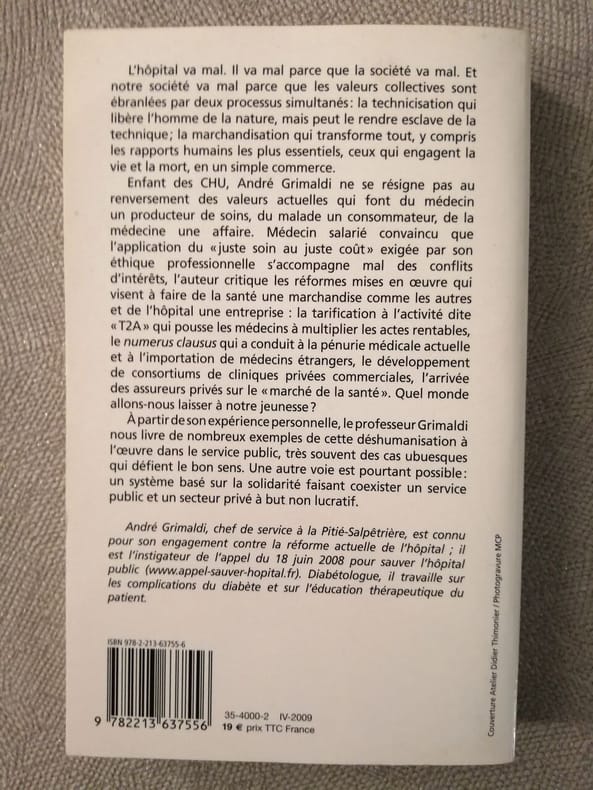 L'hôpital va mal. Il va mal parce que la société va mal. Et
notre société va mal parce que les valeurs collectives sont
ébranlées par deux processus simultanés : la technicisation qui
libère l'homme de la nature, mais peut le rendre esclave de la
technique ; la marchandisation qui transforme tout, y compris
les rapports humains les plus essentiels, ceux qui engagent la
vie et la mort, en un simple commerce.
Enfant des CHU, André Grimaldi ne se résigne pas au
renversement des valeurs actuelles qui font du médecin
un producteur de soins, du malade un consommateur, de la
médecine une affaire. Médecin salarié convaincu que
l'application du « juste soin au juste coût » exigée par son
éthique professionnelle s'accompagne mal des conflits
d'intérêts, l'auteur critique les réformes mises en œuvre qui
visent à faire de la santé une marchandise comme les autres
et de l'hôpital une entreprise : la tarification à l'activité dite
« T2A » qui pousse les médecins à multiplier les actes rentables,
le numerus clausus qui a conduit à la pénurie médicale actuelle
et à l'importation de médecins étrangers, le développement
de consortiums de cliniques privées commerciales, l'arrivée
des assureurs privés sur le « marché de la santé ». Quel monde
allons-nous laisser à notre jeunesse ?
À partir de son expérience personnelle, le professeur Grimaldi
nous livre de nombreux exemples de cette déshumanisation à
l'œuvre dans le service public, très souvent des cas ubuesques
qui défient le bon sens. Une autre voie est pourtant possible :
un système basé sur la solidarité faisant coexister un service
public et un secteur privé à but non lucratif.
André Grimaldi, chef de service à la Pitié-Salpêtrière, est connu
pour son engagement contre la réforme actuelle de l'hôpital ; il
est l'instigateur de l'appel du 18 juin 2008 pour sauver l'hôpital
public (www.appel-sauver-hopital.fr). Diabétologue, il travaille sur
les complications du diabète et sur l'éducation thérapeutique du
patient.
ISBN 978-2-213-63755-6
9 782213 637556
35-4000-2 IV-2009
19 € prix TTC France
Couverture Atelier Didier Thimonier / Photogravure MCP